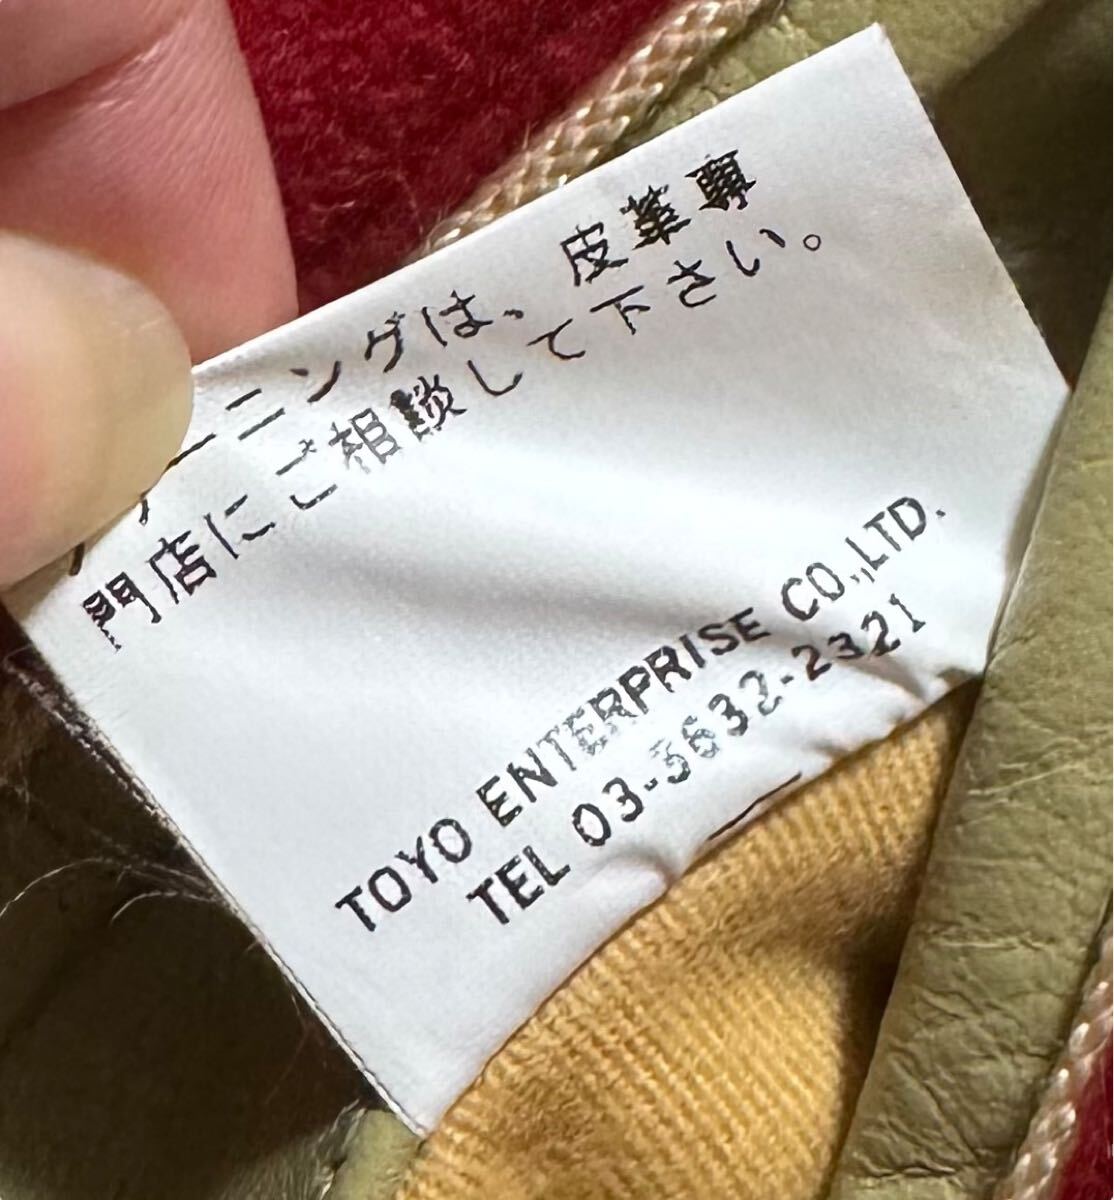 ーニングは、皮革専
門店にご相談して下さい。
TOYO ENTERPRISE CO.,LTD.
TEL 03-5632-2321